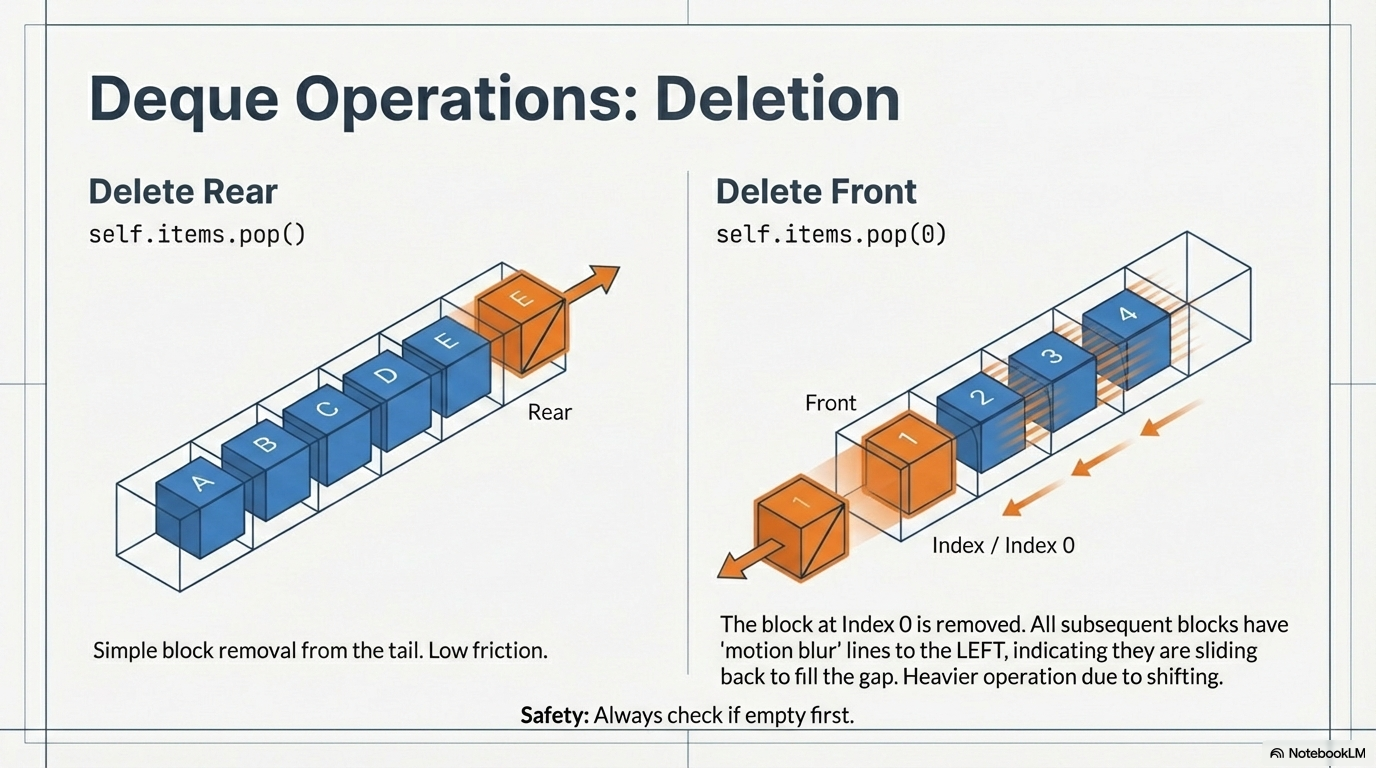 Deque Operations: Deletion
Delete Rear
self.items.pop()
E
E
D
C
B
A
Rear
Simple block removal from the tail. Low friction.
Delete Front
self.items.pop(0)
4
3
2
1
1
Front
Index / Index 0
The block at Index 0 is removed. All subsequent blocks have
'motion blur' lines to the LEFT, indicating they are sliding
back to fill the gap. Heavier operation due to shifting.
Safety: Always check if empty first.
NotebookLM